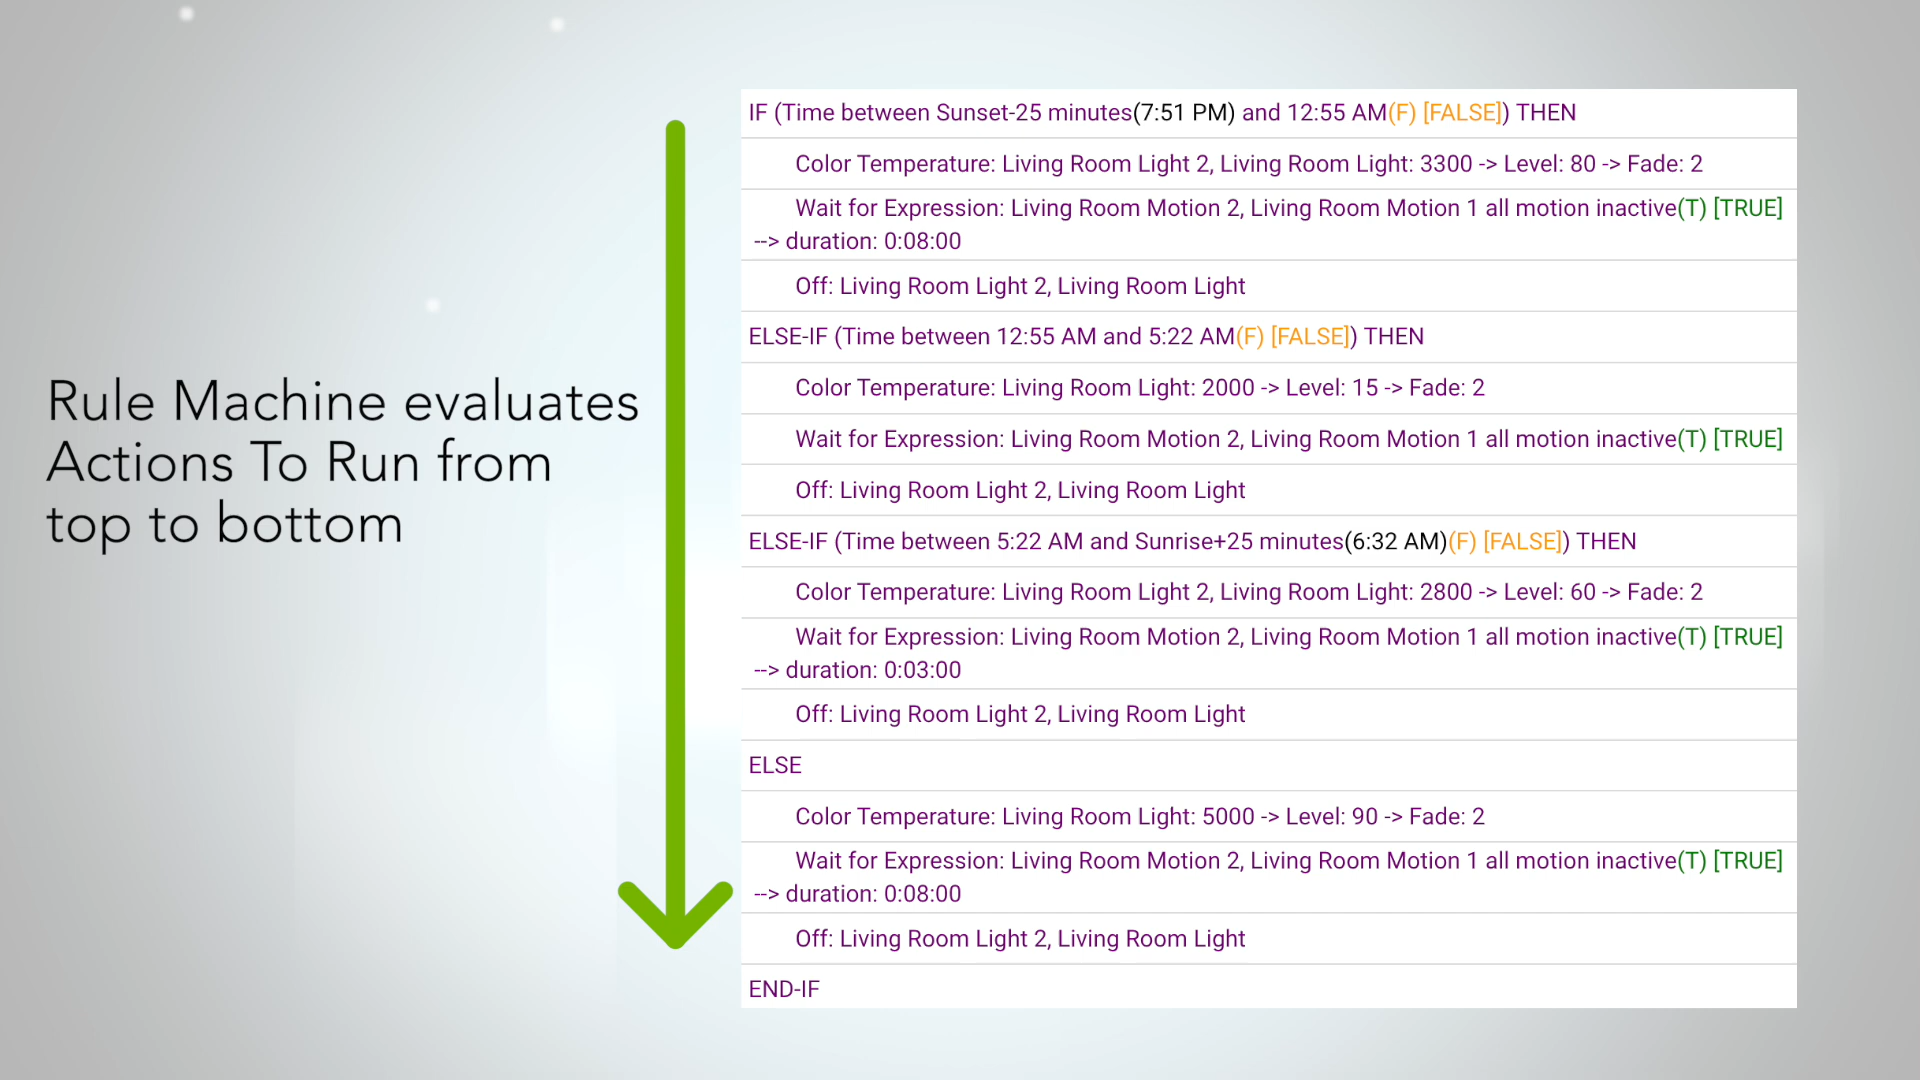 Rule Machine evaluates
Actions To Run from
top to bottom
IF (Time between Sunset-25 minutes(7:51 PM) and 12:55 AM(F) [FALSE]) THEN
Color Temperature: Living Room Light 2, Living Room Light: 3300 -> Level: 80 -> Fade: 2
Wait for Expression: Living Room Motion 2, Living Room Motion 1 all motion inactive(T) [TRUE]
--> duration: 0:08:00
Off: Living Room Light 2, Living Room Light
ELSE-IF (Time between 12:55 AM and 5:22 AM(F) [FALSE]) THEN
Color Temperature: Living Room Light: 2000 -> Level: 15 -> Fade: 2
Wait for Expression: Living Room Motion 2, Living Room Motion 1 all motion inactive(T) [TRUE]
Off: Living Room Light 2, Living Room Light
ELSE-IF (Time between 5:22 AM and Sunrise+25 minutes(6:32 AM)(F) [FALSE]) THEN
Color Temperature: Living Room Light 2, Living Room Light: 2800 -> Level: 60 -> Fade: 2
Wait for Expression: Living Room Motion 2, Living Room Motion 1 all motion inactive(T) [TRUE]
--> duration: 0:03:00
Off: Living Room Light 2, Living Room Light
ELSE
Color Temperature: Living Room Light: 5000 -> Level: 90 -> Fade: 2
Wait for Expression: Living Room Motion 2, Living Room Motion 1 all motion inactive(T) [TRUE]
--> duration: 0:08:00
Off: Living Room Light 2, Living Room Light
END-IF